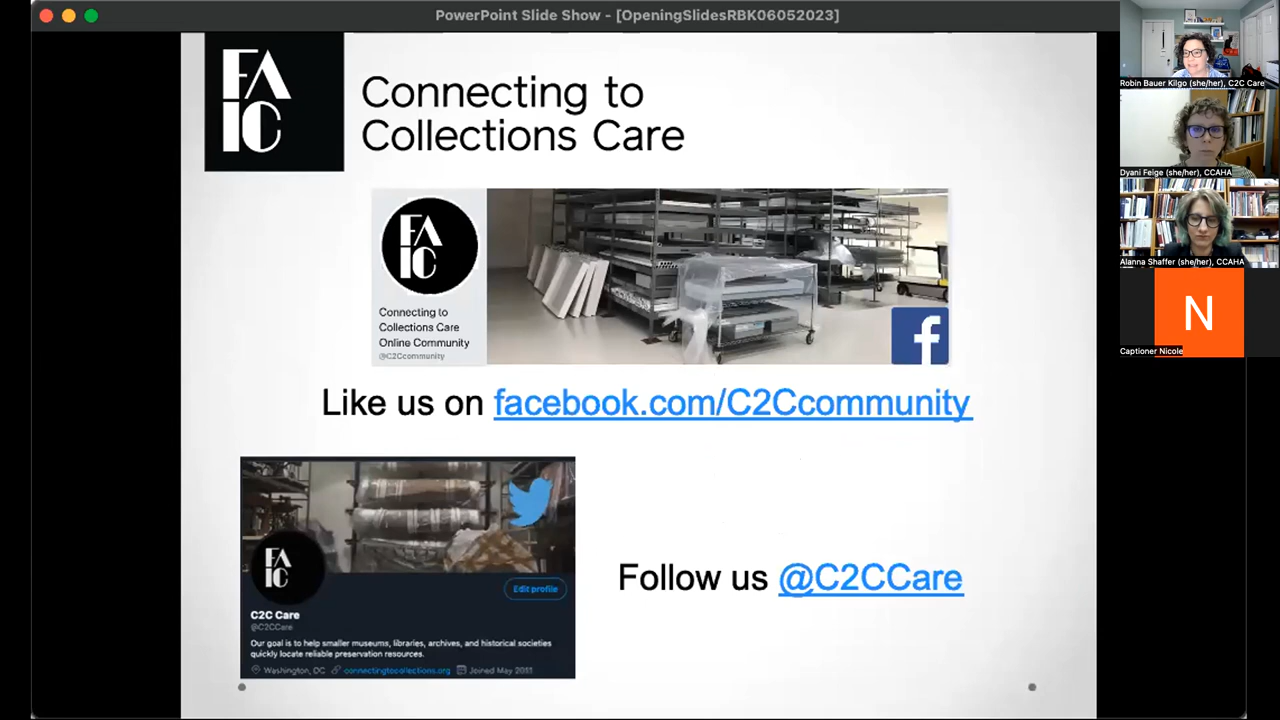 PowerPoint Slide Show - [OpeningSlidesRBK06052023]
FA
IC
Connecting to
Collections Care
FA
IC
Connecting to
Collections Care
Online Community
@C2Ccommunity
f
Like us on facebook.com/C2Ccommunity
FA
IC
Edit profile
C2C Care
@C2CCare
Our goal is to help smaller museums, libraries, archives, and historical societies
quickly locate reliable preservation resources.
Washington, DC connectingtocollections.org Joined May 2011
Follow us @C2CCare
Robin Bauer Kilgo (she/her), C2C Care
Dyani Feige (she/her), CCAHA
Alanna Shaffer (she/her), CCAHA
N
Captioner Nicole